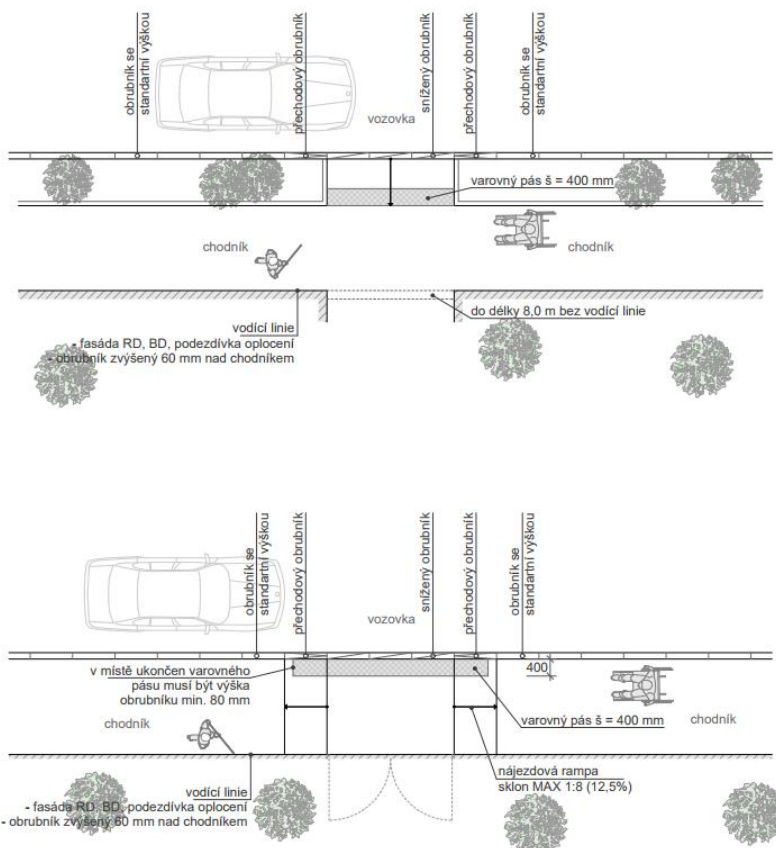 obrubník se
standartní výškou
přechodový obrubník
vozovka
snížený obrubník
přechodový obrubník
obrubník se
standartní výškou
varovný pás š = 400 mm
chodník
chodník
vodící linie
- fasáda RD, BD, podezdívka oplocení
- obrubník zvýšený 60 mm nad chodníkem
do délky 8,0 m bez vodící linie
obrubník se
standartní výškou
přechodový obrubník
vozovka
snížený obrubník
přechodový obrubník
obrubník se
standartní výškou
v místě ukončen varovného
pásu musí být výška
obrubníku min. 80 mm
400
chodník
varovný pás š = 400 mm
chodník
vodící linie
- fasáda RD, BD, podezdívka oplocení
- obrubník zvýšený 60 mm nad chodníkem
nájezdová rampa
sklon MAX 1:8 (12,5%)